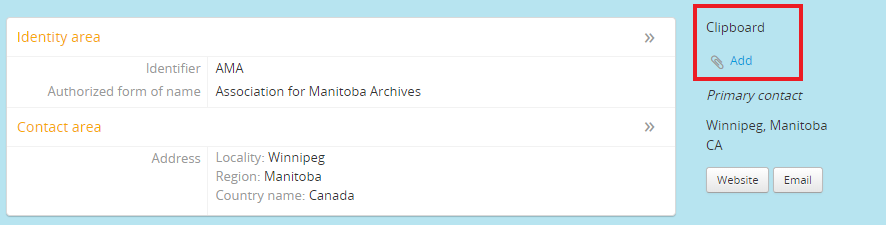 Identity area »
Identifier AMA
Authorized form of name Association for Manitoba Archives
Contact area »
Address Locality: Winnipeg
Region: Manitoba
Country name: Canada
Clipboard
Add
Primary contact
Winnipeg, Manitoba
CA
Website Email